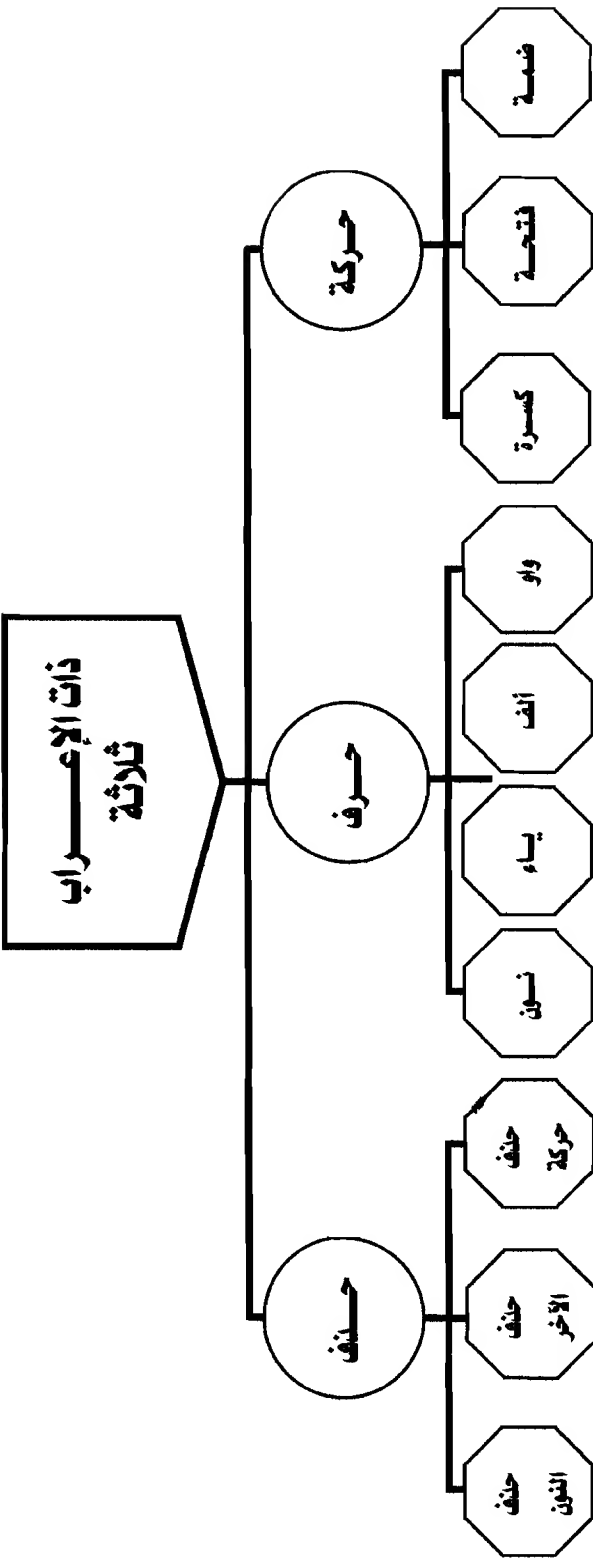 ذات الإعراب
ثلاثة
حركة
حرف
حذف
ضمة
فتحة
كسرة
واو
ألف
ياء
نون
حذف
حركة
حذف
الآخر
حذف
النون